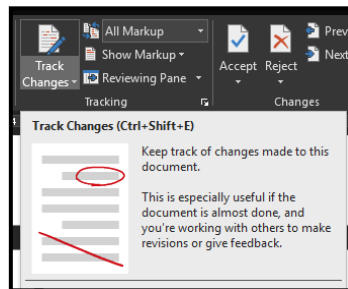 All Markup
Show Markup
Reviewing Pane
Track
Changes
Tracking
Accept
Reject
Prev
Next
Changes
Track Changes (Ctrl+Shift+E)
Keep track of changes made to this
document.
This is especially useful if the
document is almost done, and
you're working with others to make
revisions or give feedback.